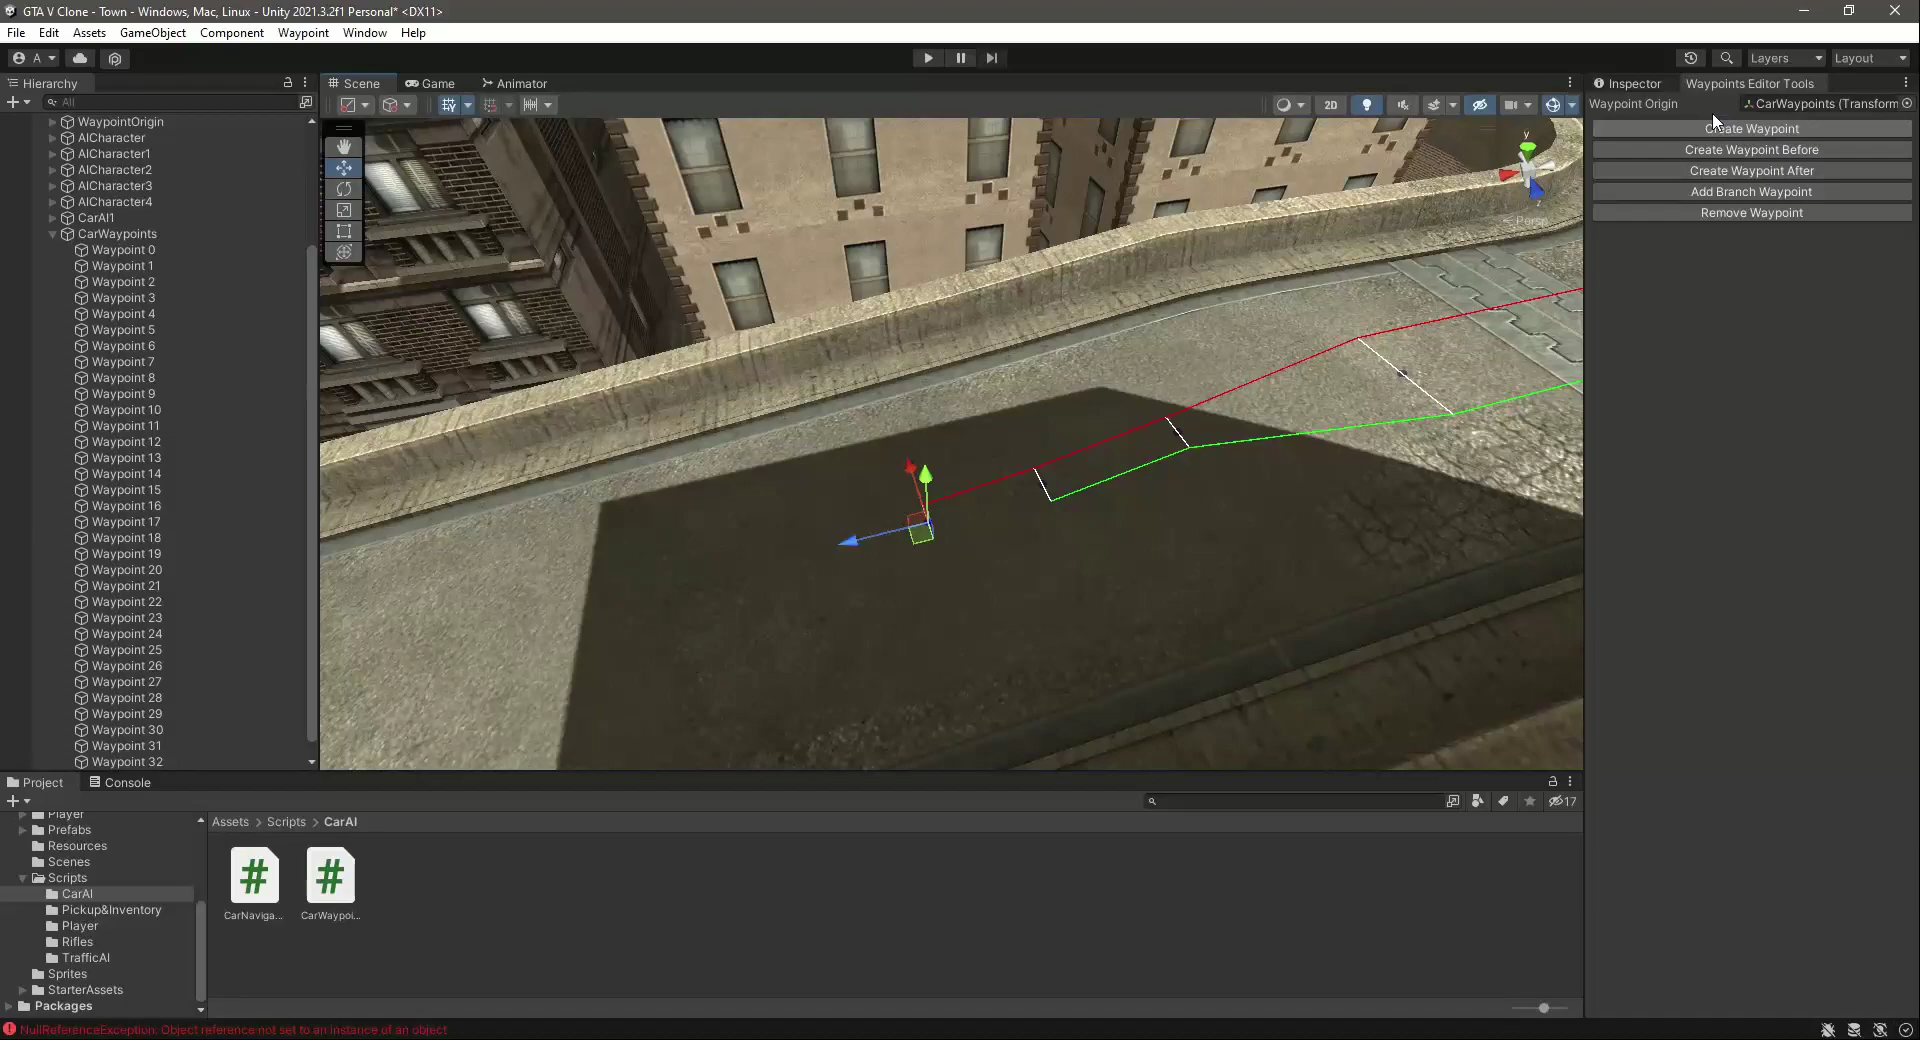 GTA V Clone - Town - Windows, Mac, Linux - Unity 2021.3.2f1 Personal* <DX11>
File Edit Assets GameObject Component Waypoint Window Help
A Layers Layout
Hierarchy
All
WaypointOrigin
AICharacter
AICharacter1
AICharacter2
AICharacter3
AICharacter4
CarAI1
CarWaypoints
Waypoint 0
Waypoint 1
Waypoint 2
Waypoint 3
Waypoint 4
Waypoint 5
Waypoint 6
Waypoint 7
Waypoint 8
Waypoint 9
Waypoint 10
Waypoint 11
Waypoint 12
Waypoint 13
Waypoint 14
Waypoint 15
Waypoint 16
Waypoint 17
Waypoint 18
Waypoint 19
Waypoint 20
Waypoint 21
Waypoint 22
Waypoint 23
Waypoint 24
Waypoint 25
Waypoint 26
Waypoint 27
Waypoint 28
Waypoint 29
Waypoint 30
Waypoint 31
Waypoint 32
Scene Game Animator
2D
y
z
< Persp
Inspector Waypoints Editor Tools
Waypoint Origin CarWaypoints (Transform
Create Waypoint
Create Waypoint Before
Create Waypoint After
Add Branch Waypoint
Remove Waypoint
Project Console
17
Player
Prefabs
Resources
Scenes
Scripts
CarAI
Pickup&Inventory
Player
Rifles
TrafficAI
Sprites
StarterAssets
Packages
Assets > Scripts > CarAI
CarNaviga...
CarWaypoi...
NullReferenceException: Object reference not set to an instance of an object